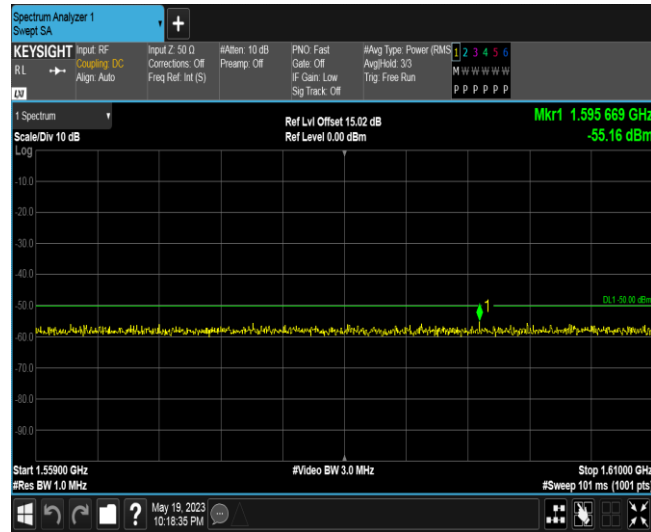 Spectrum Analyzer 1
Swept SA
+
KEYSIGHT
RL
LXI
Input: RF
Coupling: DC
Align: Auto
Input Z: 50 Ω
Corrections: Off
Freq Ref: Int (S)
#Atten: 10 dB
Preamp: Off
PNO: Fast
Gate: Off
IF Gain: Low
Sig Track: Off
#Avg Type: Power (RMS
Avg|Hold: 3/3
Trig: Free Run
1 2 3 4 5 6
M W W W W W
P P P P P P
1 Spectrum
Scale/Div 10 dB
Log
Ref Lvl Offset 15.02 dB
Ref Level 0.00 dBm
Mkr1 1.595 669 GHz
-55.16 dBm
-10.0
-20.0
-30.0
-40.0
-50.0
1
DL1 -50.00 dBm
-60.0
-70.0
-80.0
-90.0
Start 1.55900 GHz
#Res BW 1.0 MHz
#Video BW 3.0 MHz
Stop 1.61000 GHz
#Sweep 101 ms (1001 pts
?
May 19, 2023
10:18:35 PM